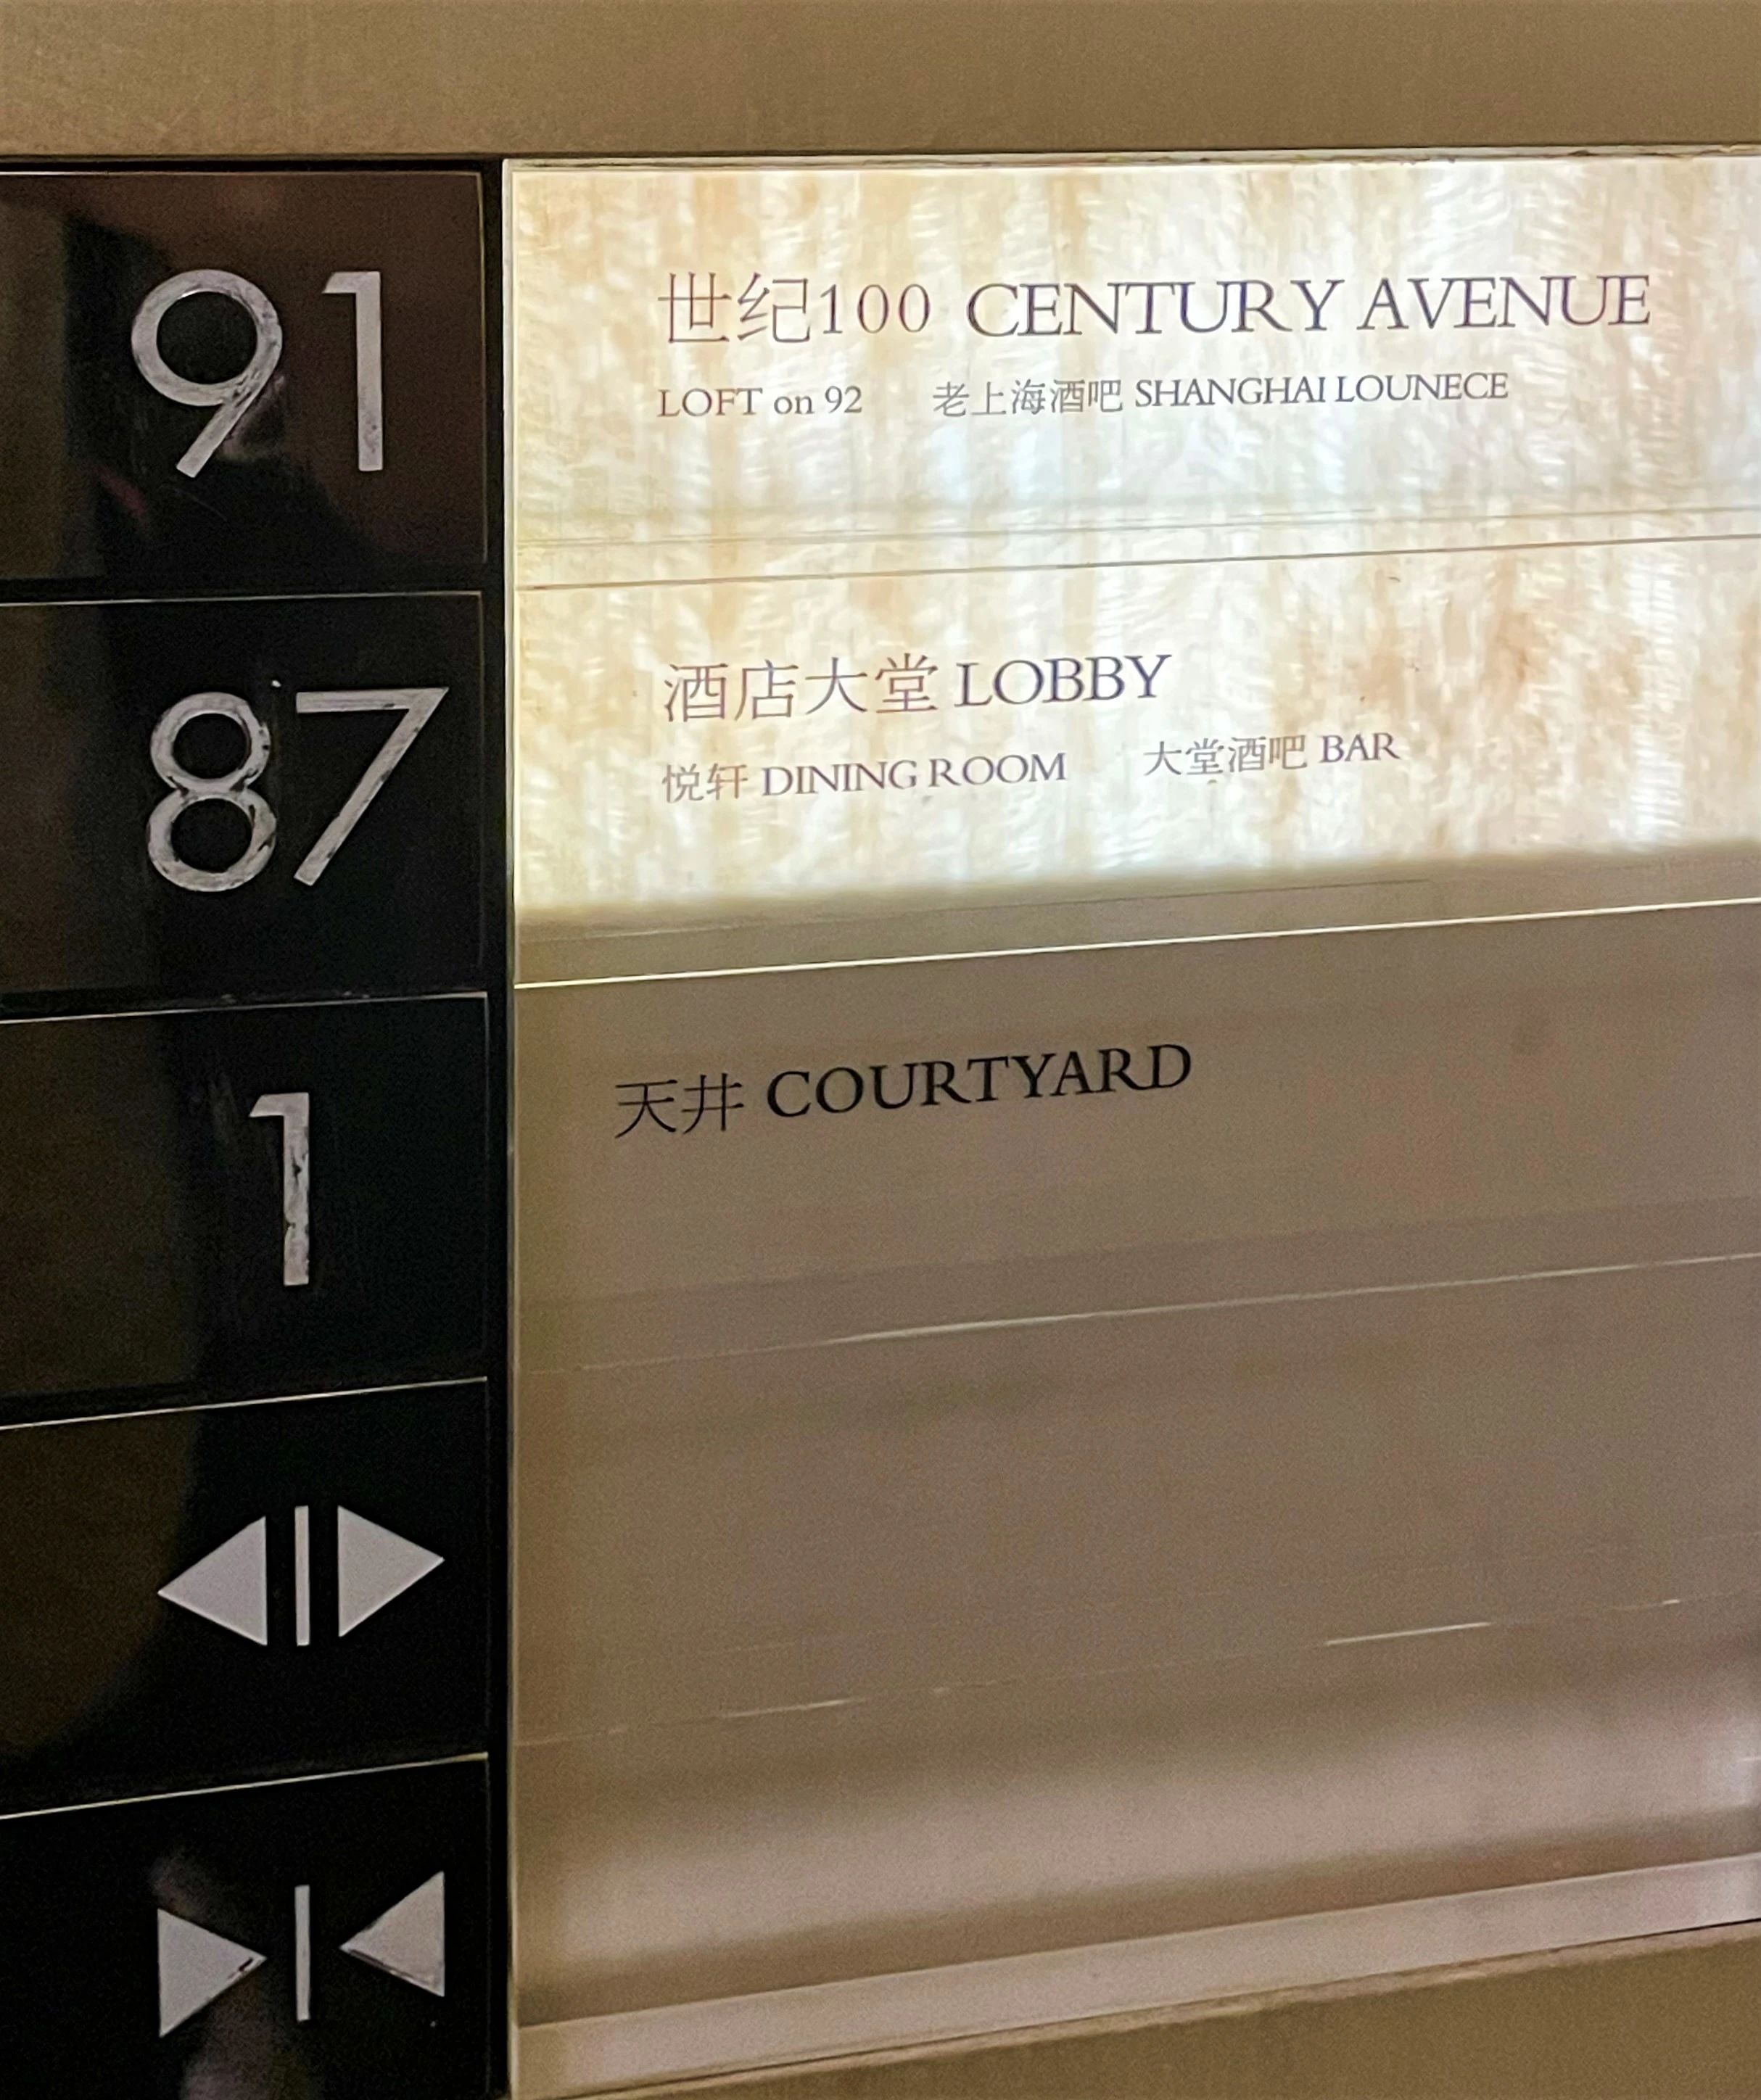 91
世纪100 CENTURY AVENUE
LOFT on 92 老上海酒吧 SHANGHAI LOUNECE
87
酒店大堂 LOBBY
悦轩 DINING ROOM 大堂酒吧 BAR
1
天井 COURTYARD